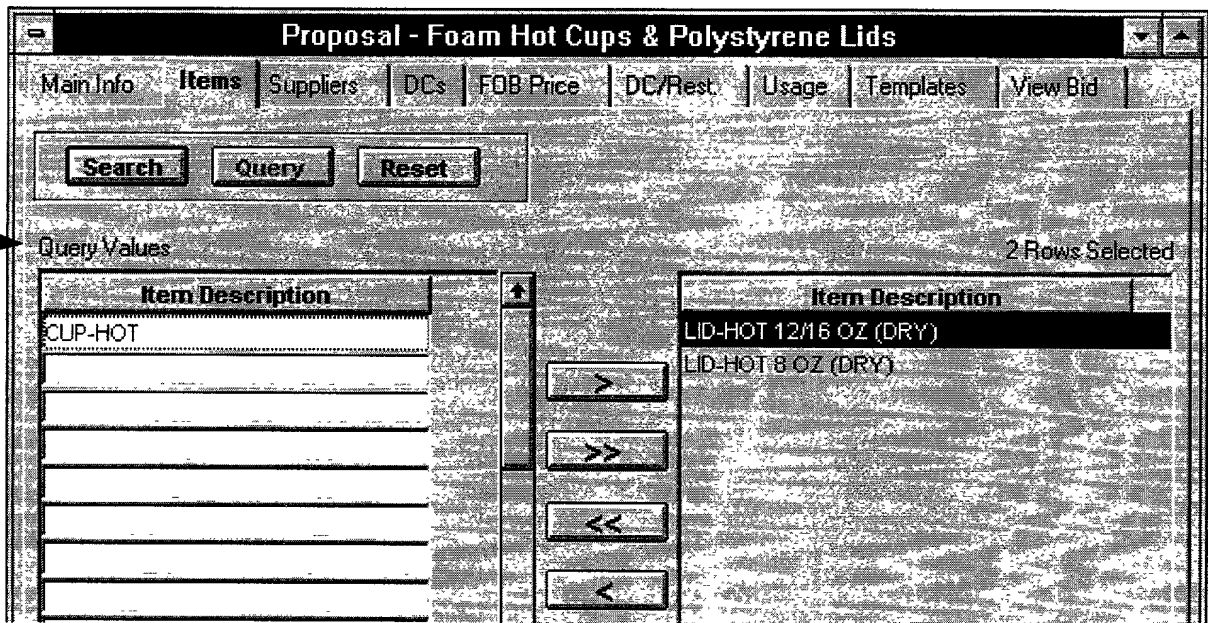 Proposal - Foam Hot Cups & Polystyrene Lids
Main Info Items Suppliers DCs FOB Price DC/Rest. Usage Templates View Bid
Search Query Reset
Query Values 2 Rows Selected
Item Description Item Description
CUP-HOT LID-HOT 12/16 OZ (DRY)
LID-HOT 8 OZ (DRY)
>
>>
<<
<